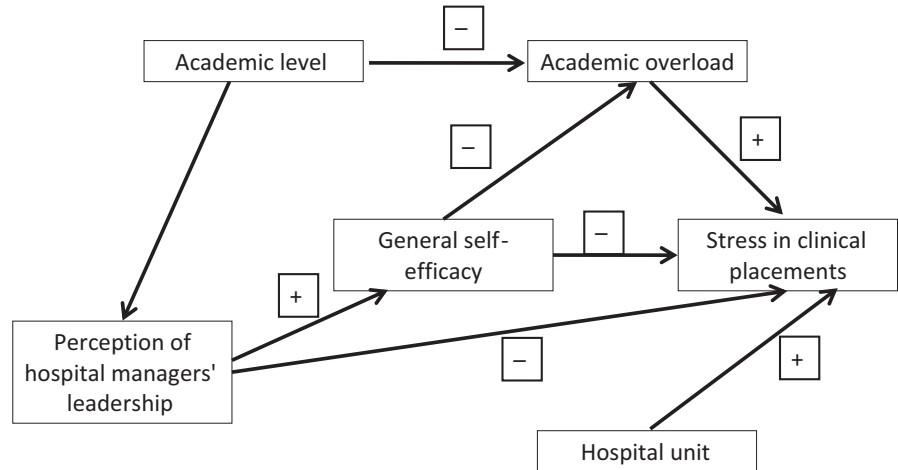 –
Academic level
Academic overload
–
+
General self-
efficacy
–
Stress in clinical
placements
+
Perception of
hospital managers'
leadership
–
+
Hospital unit